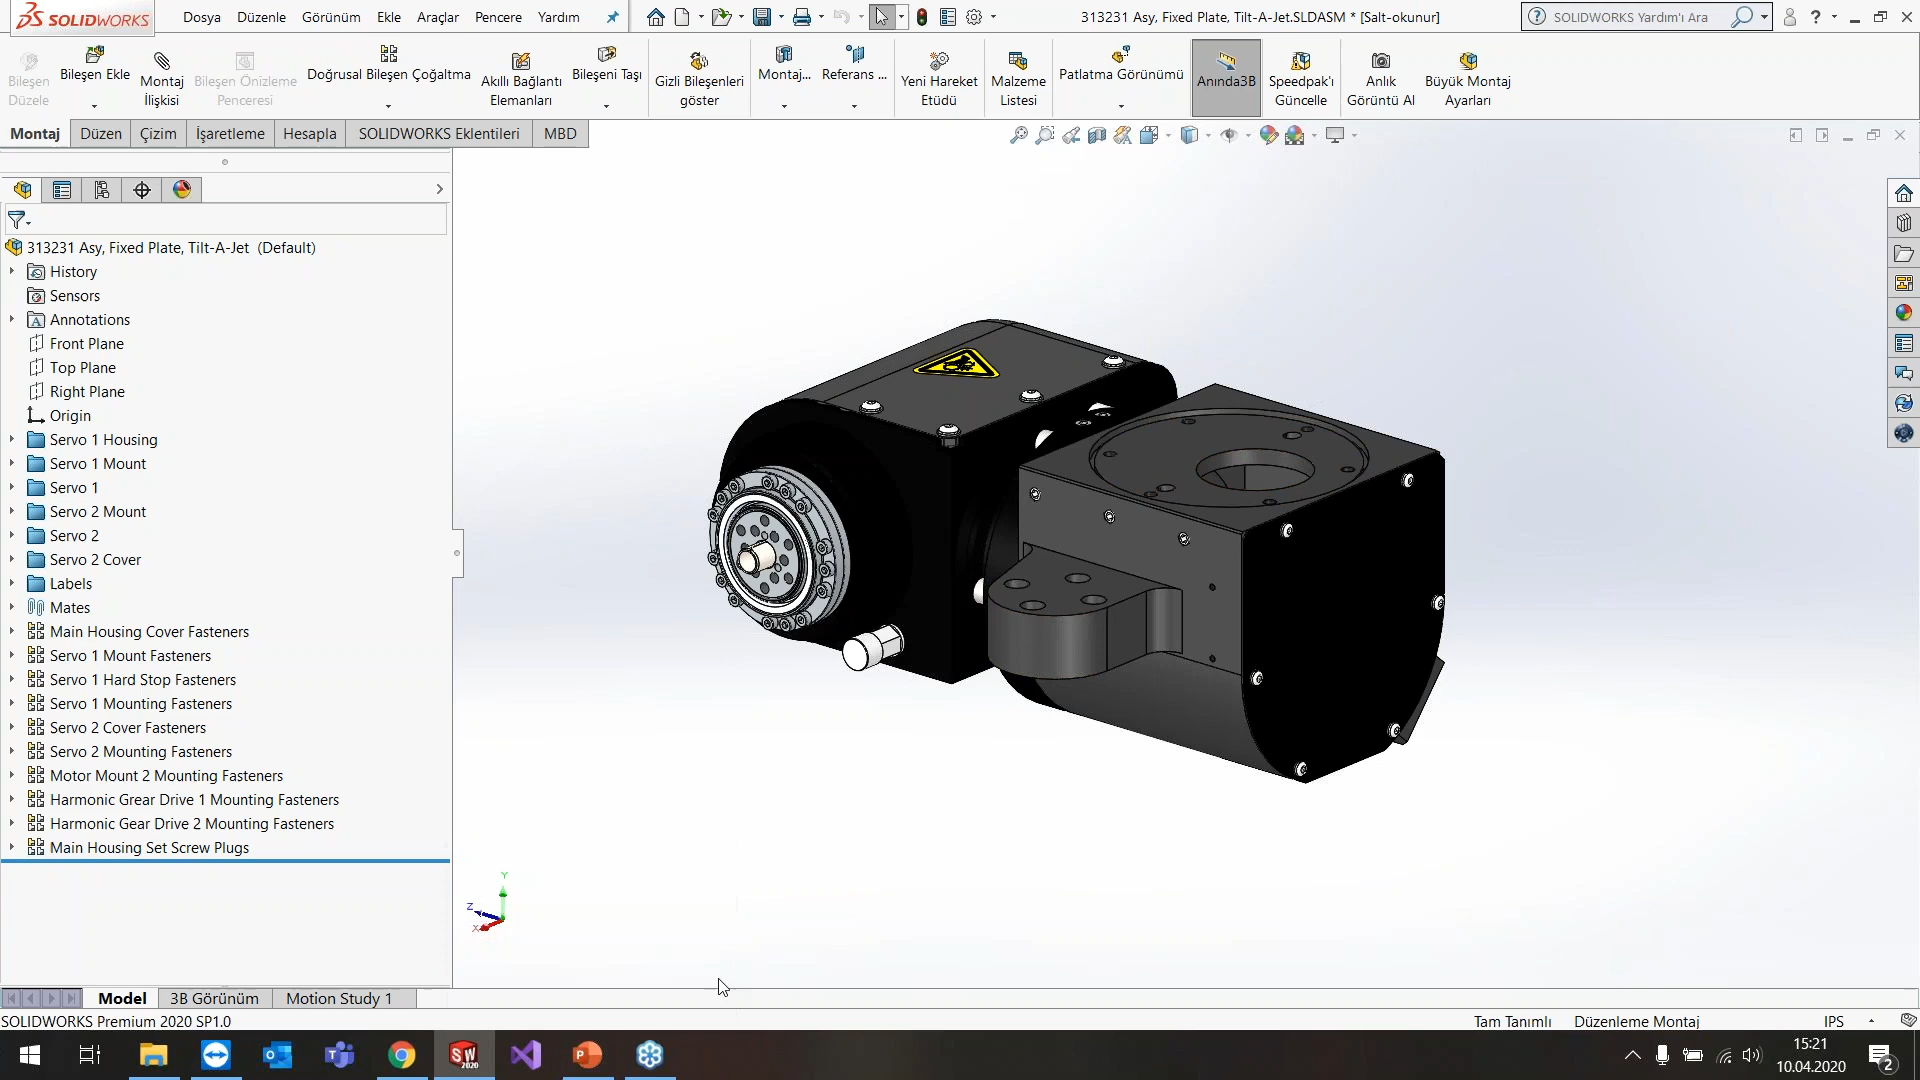 SOLIDWORKS
Dosya Düzenle Görünüm Ekle Araçlar Pencere Yardım
313231 Asy, Fixed Plate, Tilt-A-Jet.SLDASM * [Salt-okunur]
SOLIDWORKS Yardım'ı Ara
?
Bileşen Düzele
Bileşen Ekle
Montaj İlişkisi
Bileşen Önizleme Penceresi
Doğrusal Bileşen Çoğaltma
Akıllı Bağlantı Elemanları
Bileşeni Taşı
Gizli Bileşenleri göster
Montaj...
Referans ...
Yeni Hareket Etüdü
Malzeme Listesi
Patlatma Görünümü
Anında3B
Speedpak'ı Güncelle
Anlık Görüntü Al
Büyük Montaj Ayarları
Montaj Düzen Çizim İşaretleme Hesapla SOLIDWORKS Eklentileri MBD
313231 Asy, Fixed Plate, Tilt-A-Jet (Default)
History
Sensors
Annotations
Front Plane
Top Plane
Right Plane
Origin
Servo 1 Housing
Servo 1 Mount
Servo 1
Servo 2 Mount
Servo 2
Servo 2 Cover
Labels
Mates
Main Housing Cover Fasteners
Servo 1 Mount Fasteners
Servo 1 Hard Stop Fasteners
Servo 1 Mounting Fasteners
Servo 2 Cover Fasteners
Servo 2 Mounting Fasteners
Motor Mount 2 Mounting Fasteners
Harmonic Grear Drive 1 Mounting Fasteners
Harmonic Gear Drive 2 Mounting Fasteners
Main Housing Set Screw Plugs
Y
Z
X
Model 3B Görünüm Motion Study 1
SOLIDWORKS Premium 2020 SP1.0
Tam Tanımlı Düzenleme Montaj IPS
SW 2020
15:21
10.04.2020
2